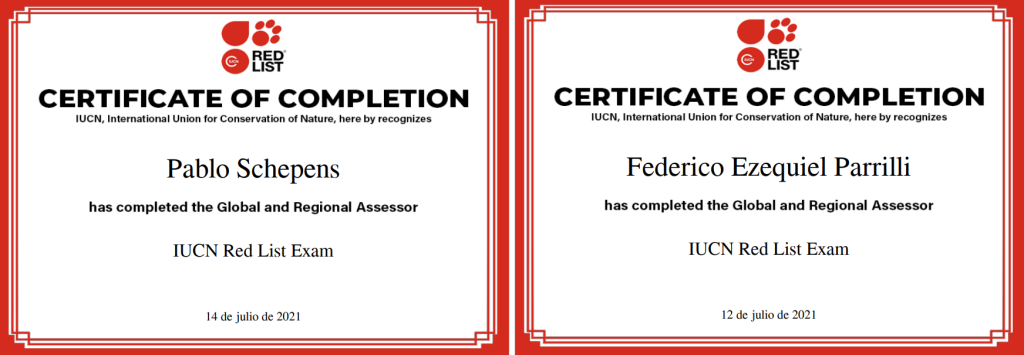 IUCN
RED
LIST®
CERTIFICATE OF COMPLETION
IUCN, International Union for Conservation of Nature, here by recognizes
Pablo Schepens
has completed the Global and Regional Assessor
IUCN Red List Exam
14 de julio de 2021
IUCN
RED
LIST®
CERTIFICATE OF COMPLETION
IUCN, International Union for Conservation of Nature, here by recognizes
Federico Ezequiel Parrilli
has completed the Global and Regional Assessor
IUCN Red List Exam
12 de julio de 2021